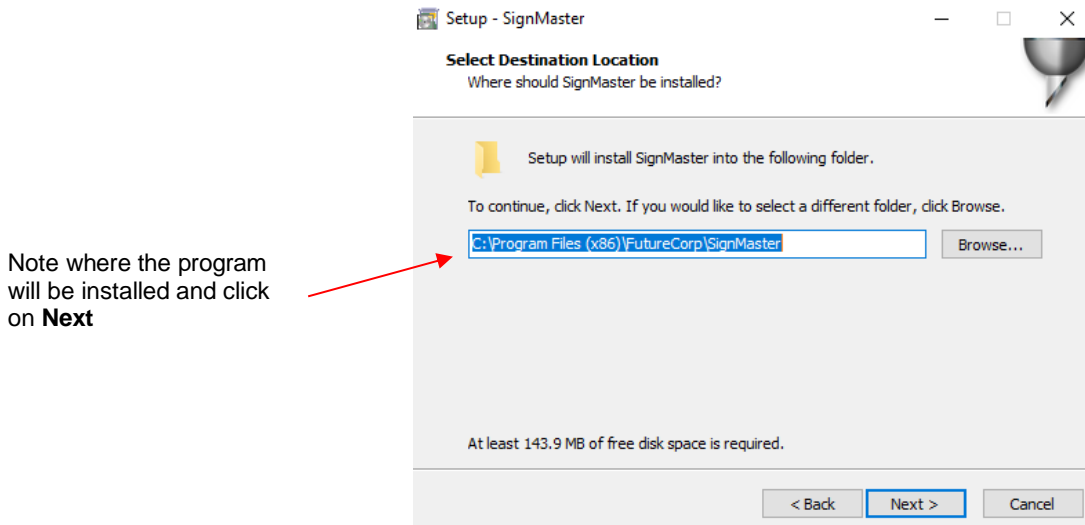 Setup - SignMaster
Select Destination Location
Where should SignMaster be installed?
Setup will install SignMaster into the following folder.
To continue, click Next. If you would like to select a different folder, click Browse.
C:\Program Files (x86)\FutureCorp\SignMaster
Browse...
Note where the program
will be installed and click
on Next
At least 143.9 MB of free disk space is required.
< Back
Next >
Cancel